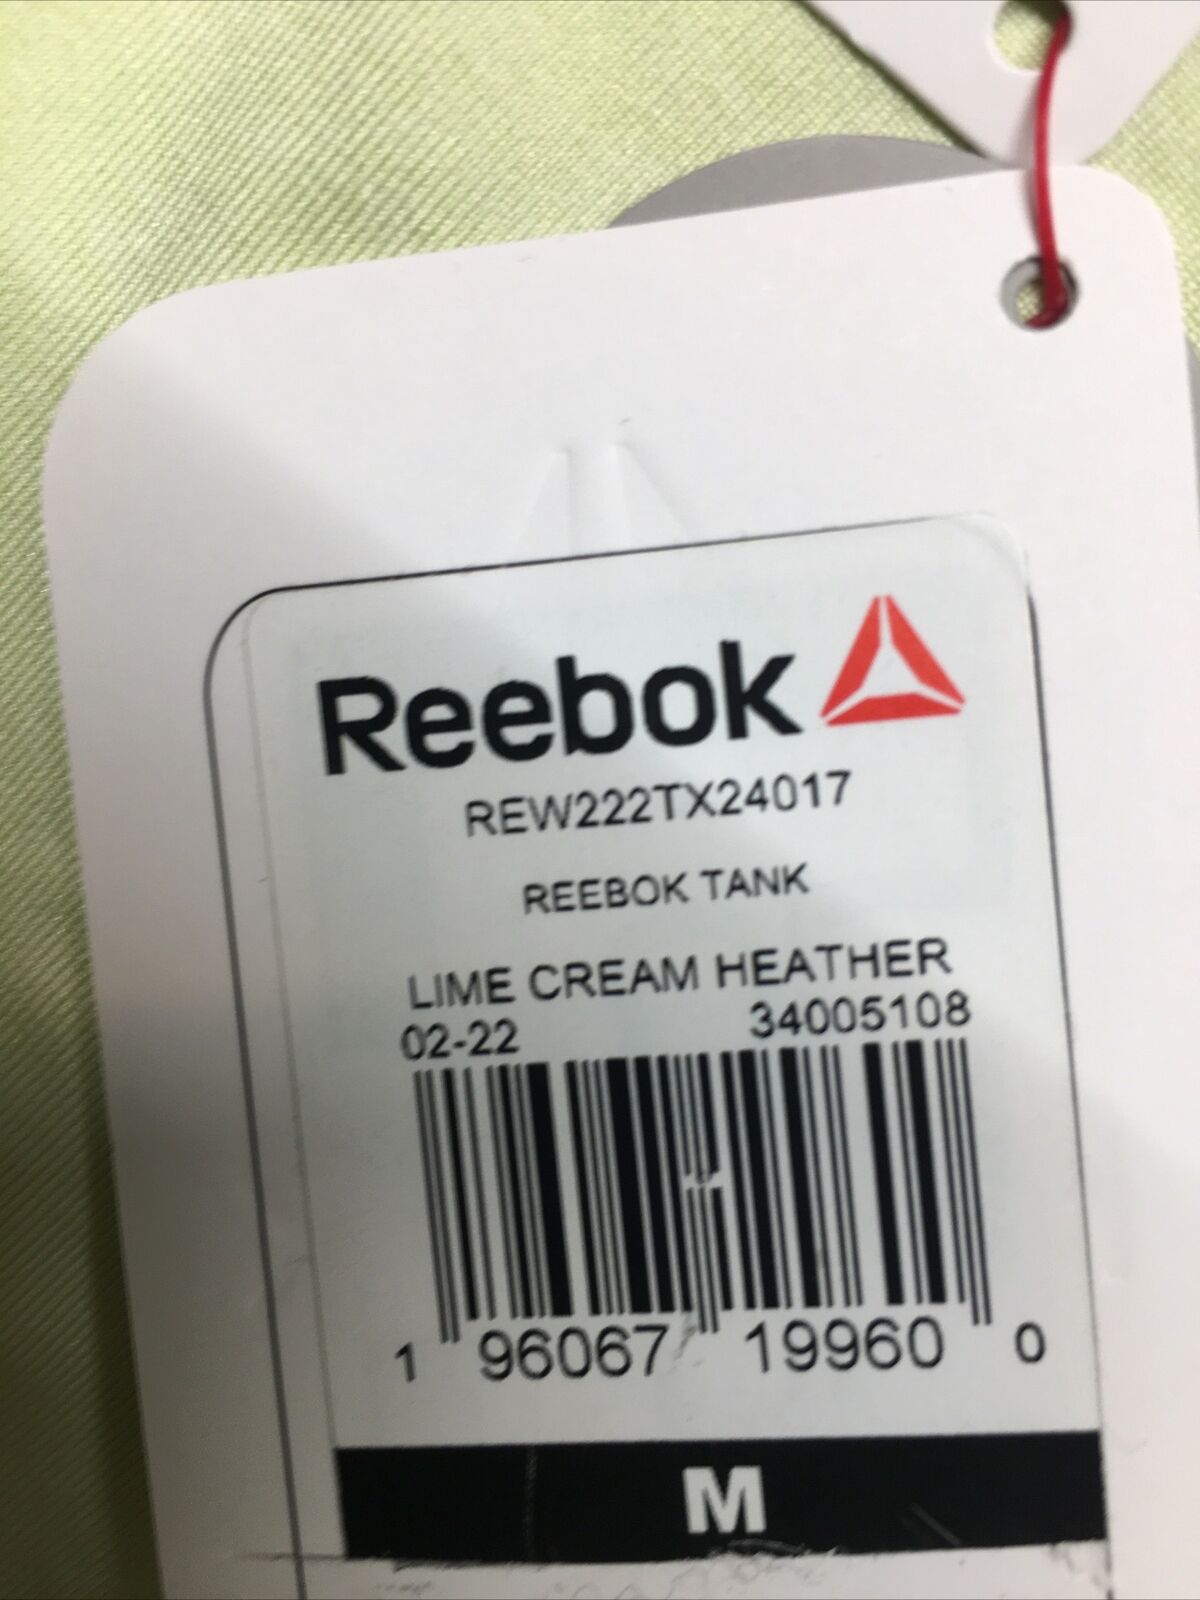 Reebok
REW222TX24017
REEBOK TANK
LIME CREAM HEATHER
02-22 34005108
1 96067 19960 0
M